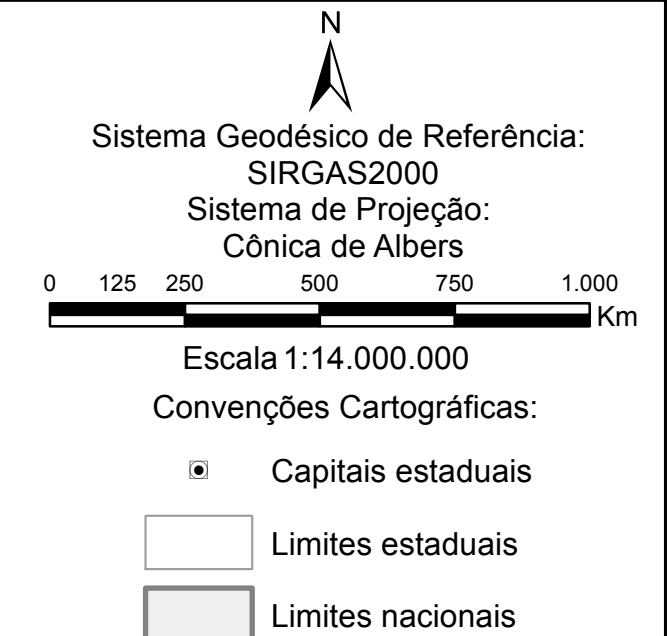 N
Sistema Geodésico de Referência:
SIRGAS2000
Sistema de Projeção:
Cônica de Albers
0 125 250 500 750 1.000
Km
Escala 1:14.000.000
Convenções Cartográficas:
Capitais estaduais
Limites estaduais
Limites nacionais